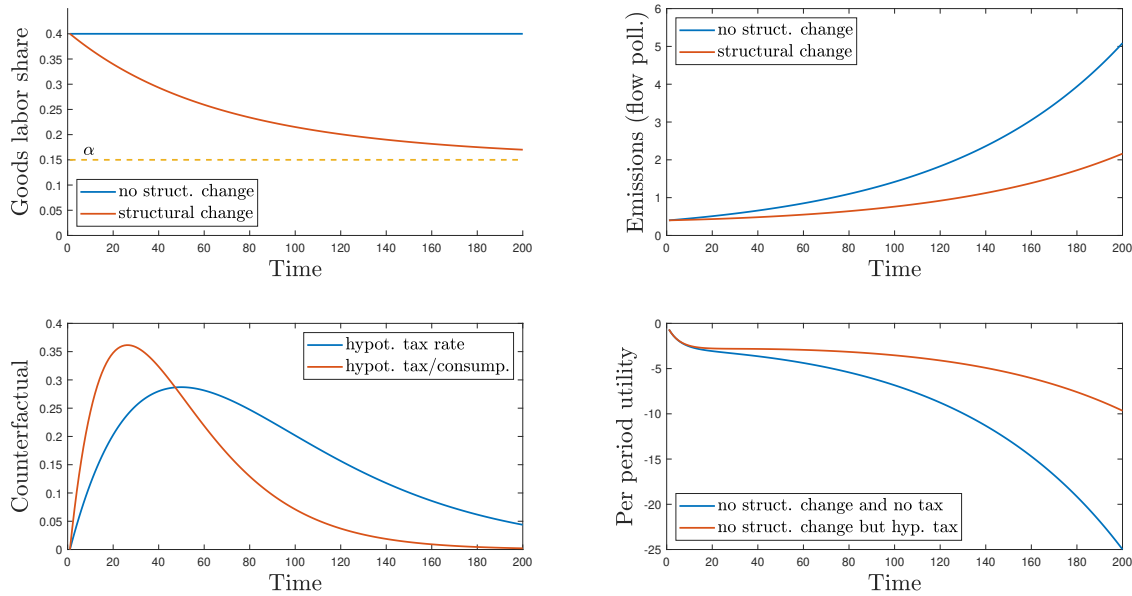 Goods labor share
0.4
0.35
0.3
0.25
0.2
0.15
0.1
0.05
0
α
no struct. change
structural change
0 20 40 60 80 100 120 140 160 180 200
Time
Emissions (flow poll.)
6
5
4
3
2
1
0
no struct. change
structural change
0 20 40 60 80 100 120 140 160 180 200
Time
Counterfactual
0.4
0.35
0.3
0.25
0.2
0.15
0.1
0.05
0
hypot. tax rate
hypot. tax/consump.
0 20 40 60 80 100 120 140 160 180 200
Time
Per period utility
0
-5
-10
-15
-20
-25
no struct. change and no tax
no struct. change but hyp. tax
0 20 40 60 80 100 120 140 160 180 200
Time